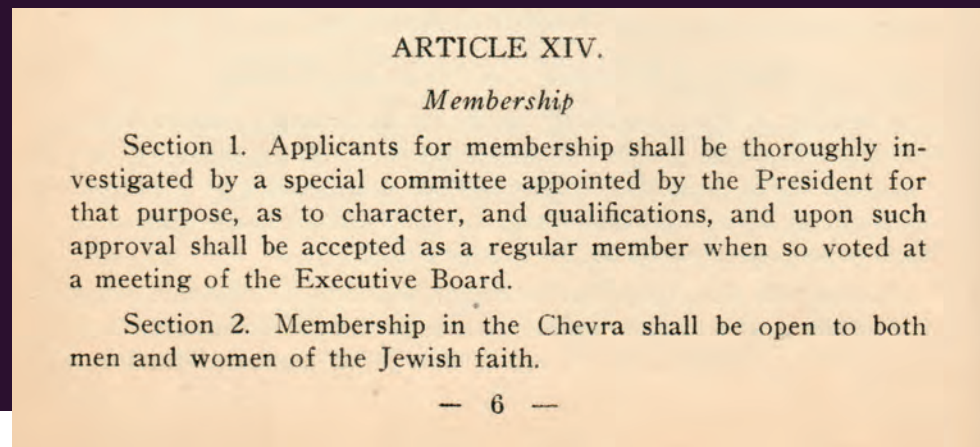 ARTICLE XIV.
Membership
Section 1. Applicants for membership shall be thoroughly in-
vestigated by a special committee appointed by the President for
that purpose, as to character, and qualifications, and upon such
approval shall be accepted as a regular member when so voted at
a meeting of the Executive Board.
Section 2. Membership in the Chevra shall be open to both
men and women of the Jewish faith.
— 6 —